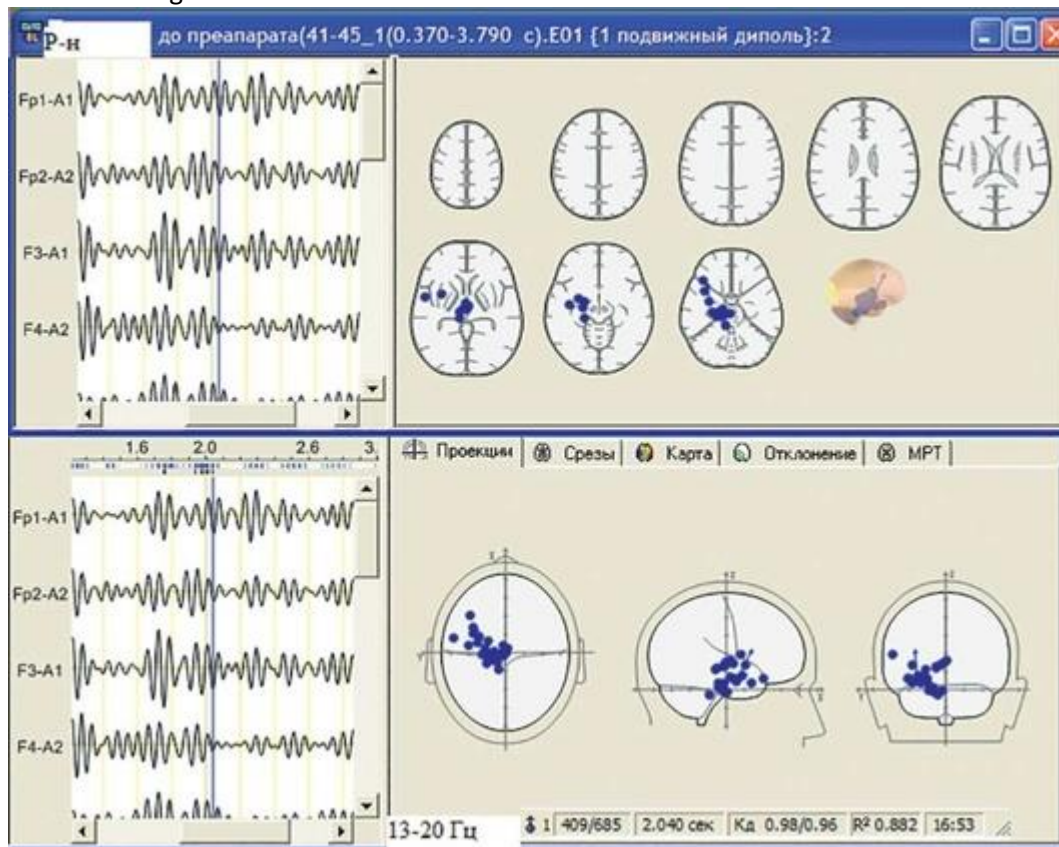 Р-н
до преапарата(41-45_1(0.370-3.790 с).E01 {1 подвижный диполь}:2
Fp1-A1
Fp2-A2
F3-A1
F4-A2
1.6 2.0 2.6 3.
Fp1-A1
Fp2-A2
F3-A1
F4-A2
Проекции
Срезы
Карта
Отклонение
МРТ
13-20 Гц
1 409/685 2.040 сек Кд 0.98/0.96 R² 0.882 16:53